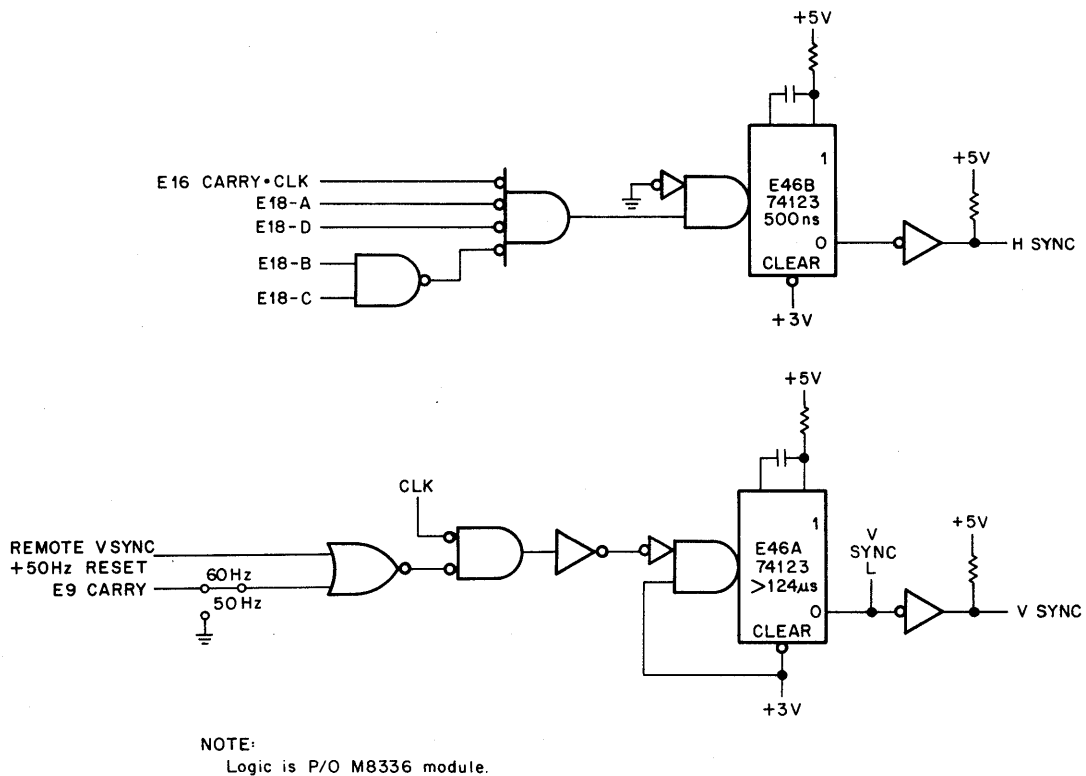 +5V
E16 CARRY•CLK
E18-A
E18-D
E18-B
E18-C
1
E46B
74123
500ns
0
CLEAR
+3V
+5V
H SYNC
+5V
CLK
REMOTE VSYNC
+50Hz RESET
E9 CARRY
60Hz
50Hz
1
E46A
74123
>124μs
0
CLEAR
+3V
V
SYNC
L
+5V
V SYNC
NOTE:
Logic is P/O M8336 module.